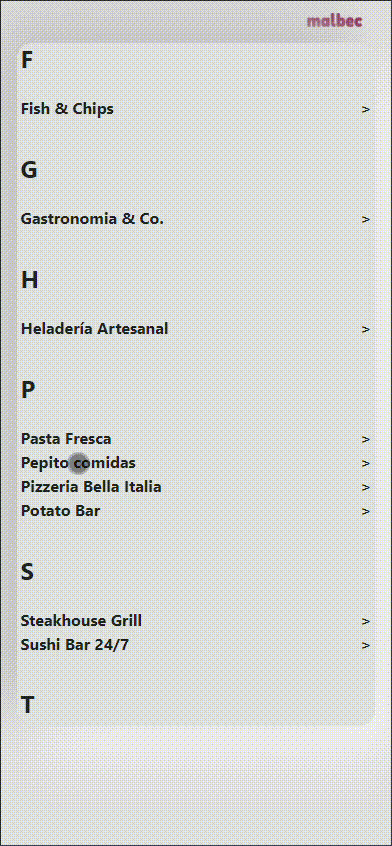 malbec
F
Fish & Chips >
G
Gastronomia & Co. >
H
Heladería Artesanal >
P
Pasta Fresca >
Pepito comidas >
Pizzeria Bella Italia >
Potato Bar >
S
Steakhouse Grill >
Sushi Bar 24/7 >
T